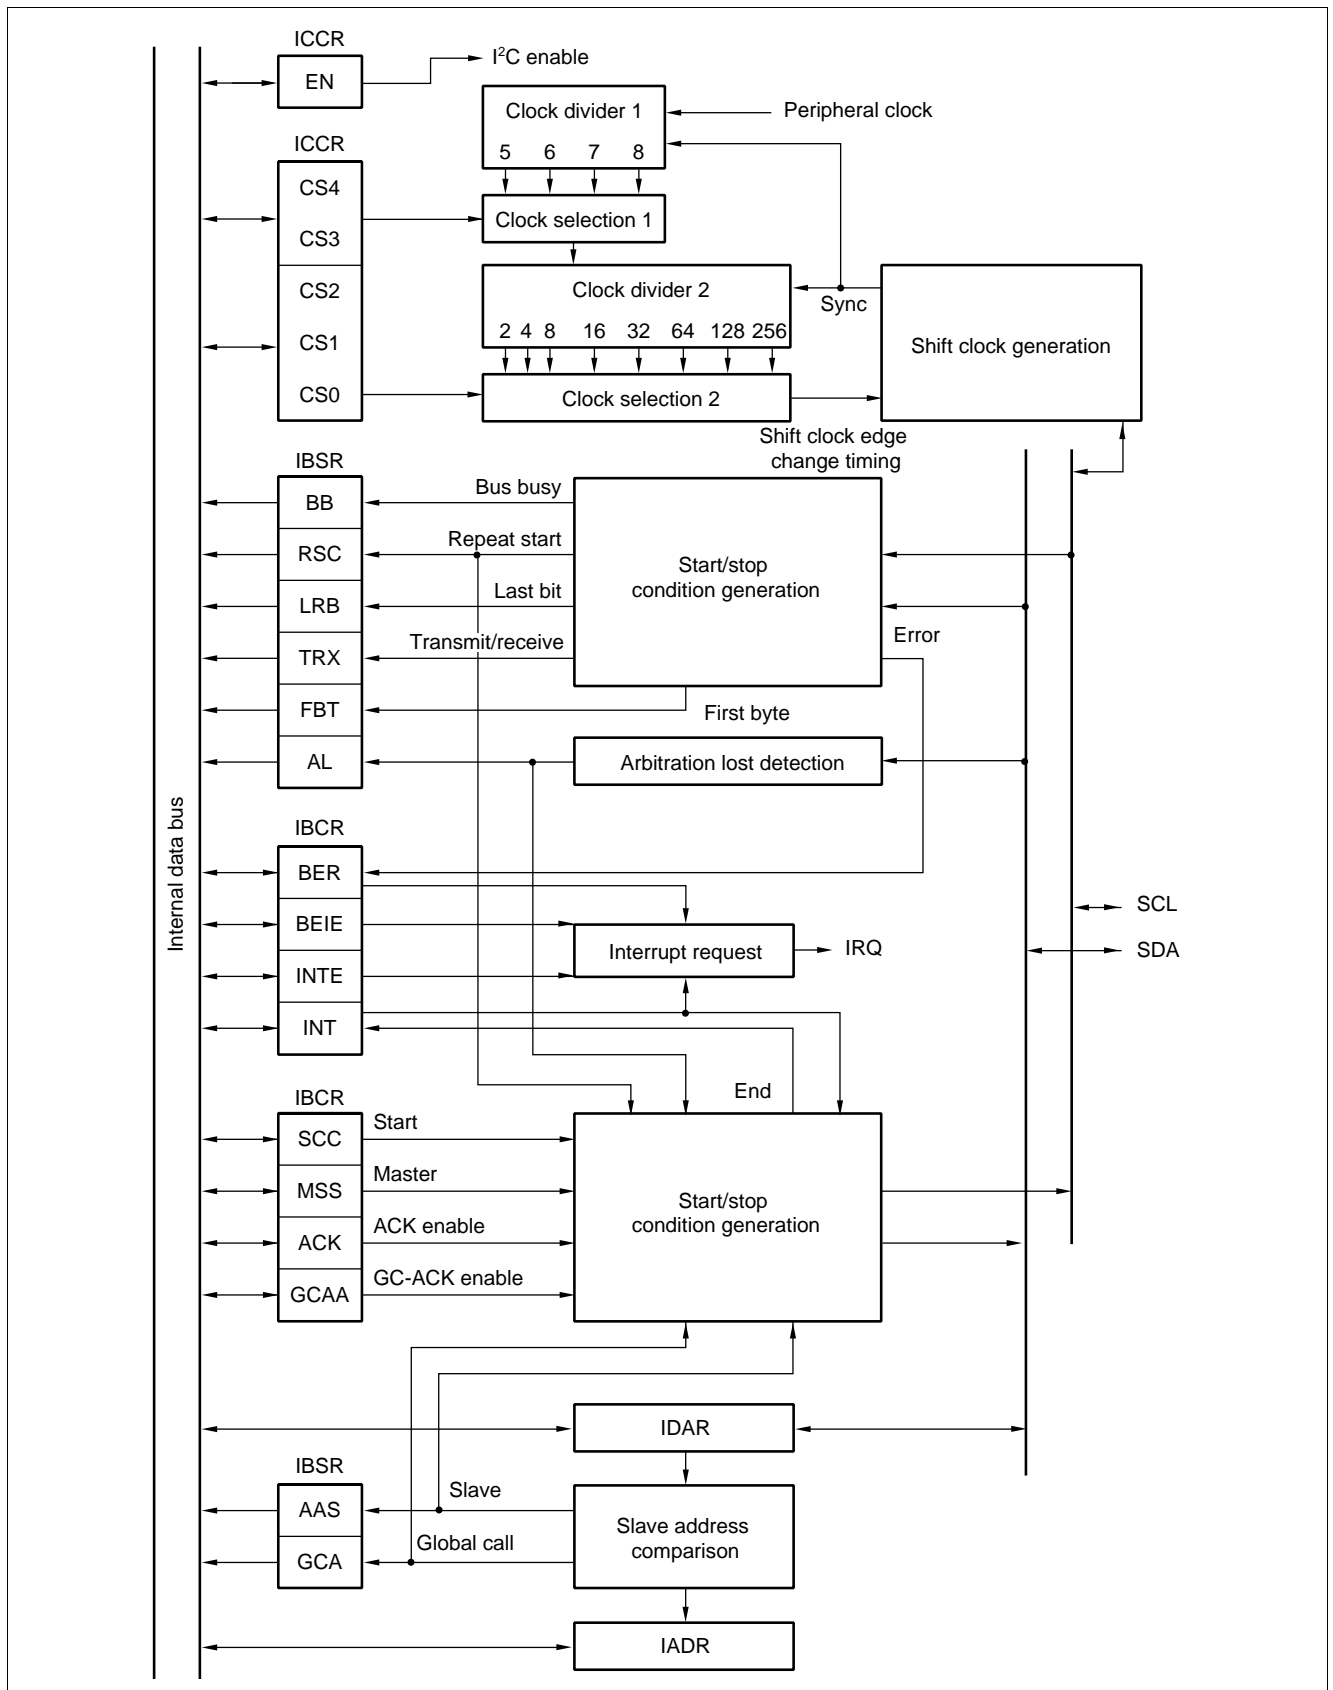 ICCR
EN
I²C enable
Clock divider 1
Peripheral clock
5 6 7 8
ICCR
CS4
CS3
CS2
CS1
CS0
Clock selection 1
Clock divider 2
2 4 8 16 32 64 128 256
Sync
Shift clock generation
Clock selection 2
Shift clock edge
change timing
IBSR
BB
RSC
LRB
TRX
FBT
AL
Bus busy
Repeat start
Last bit
Transmit/receive
Start/stop
condition generation
Error
First byte
Arbitration lost detection
Internal data bus
IBCR
BER
BEIE
INTE
INT
Interrupt request
IRQ
SCL
SDA
End
IBCR
SCC
MSS
ACK
GCAA
Start
Master
ACK enable
GC-ACK enable
Start/stop
condition generation
IDAR
IBSR
AAS
GCA
Slave
Global call
Slave address
comparison
IADR